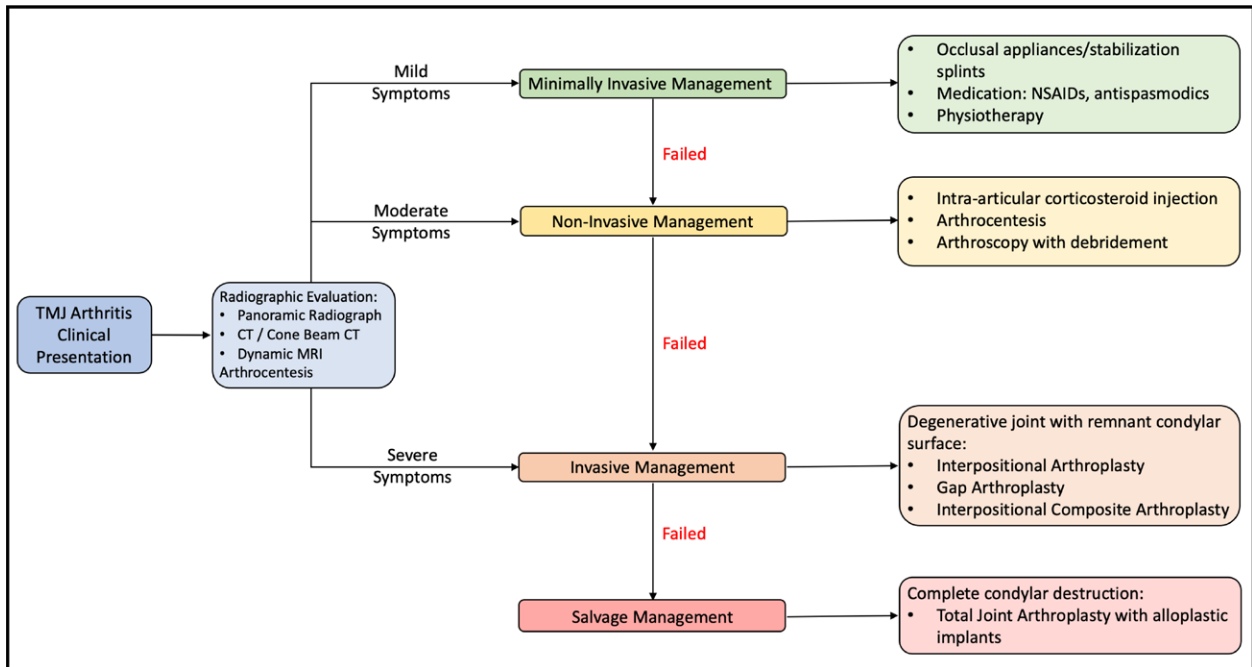 Mild
Symptoms
Minimally Invasive Management
• Occlusal appliances/stabilization
splints
• Medication: NSAIDs, antispasmodics
• Physiotherapy
Failed
Moderate
Symptoms
Non-Invasive Management
• Intra-articular corticosteroid injection
• Arthrocentesis
• Arthroscopy with debridement
TMJ Arthritis
Clinical
Presentation
Radiographic Evaluation:
• Panoramic Radiograph
• CT / Cone Beam CT
• Dynamic MRI
Arthrocentesis
Failed
Severe
Symptoms
Invasive Management
Degenerative joint with remnant condylar
surface:
• Interpositional Arthroplasty
• Gap Arthroplasty
• Interpositional Composite Arthroplasty
Failed
Salvage Management
Complete condylar destruction:
• Total Joint Arthroplasty with alloplastic
implants